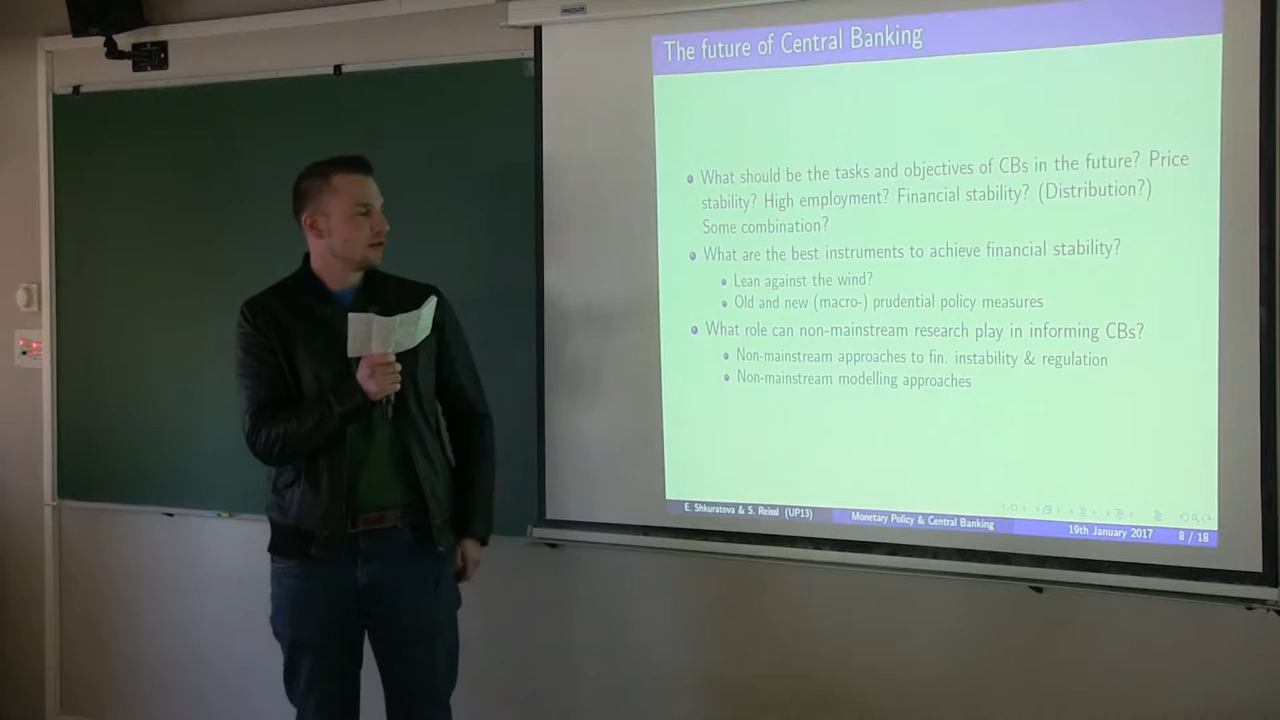 PROCOLOR
The future of Central Banking
What should be the tasks and objectives of CBs in the future? Price
stability? High employment? Financial stability? (Distribution?)
Some combination?
What are the best instruments to achieve financial stability?
Lean against the wind?
Old and new (macro-) prudential policy measures
What role can non-mainstream research play in informing CBs?
Non-mainstream approaches to fin. instability & regulation
Non-mainstream modelling approaches
E. Shkuratova & S. Reissl (UP13) Monetary Policy & Central Banking 19th January 2017 8 / 18